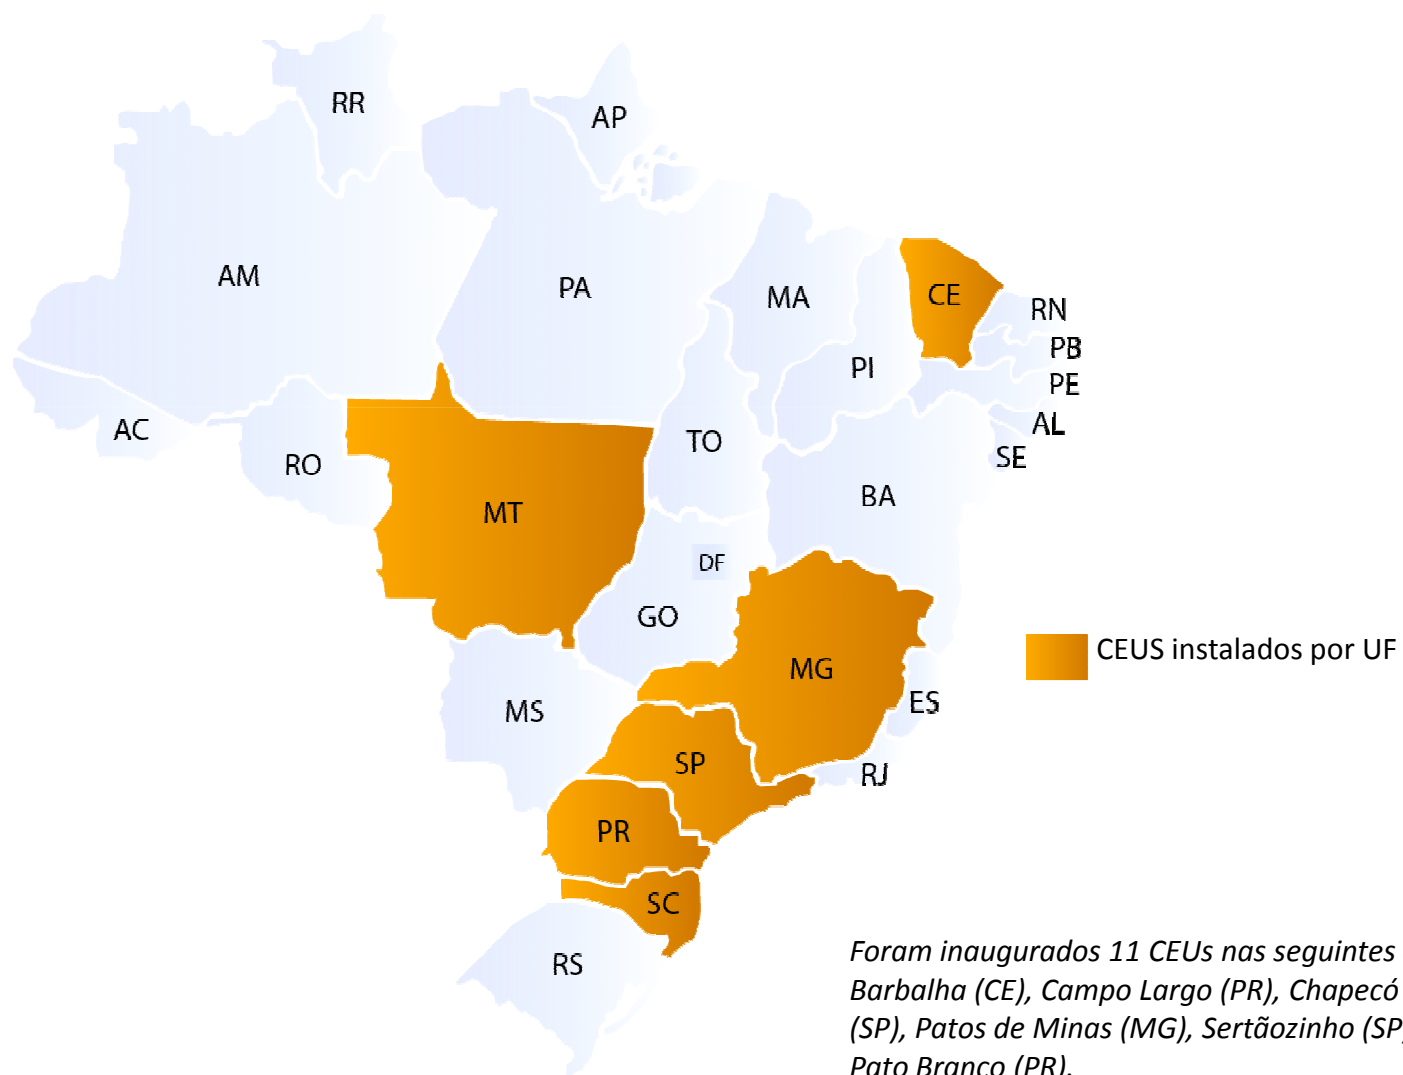 RR
AP
AM
PA
MA
CE
RN
PB
PI
PE
AL
AC
TO
SE
RO
BA
MT
DF
GO
CEUS instalados por UF
MG
ES
MS
SP
RJ
PR
SC
RS
Foram inaugurados 11 CEUs nas seguintes
Barbalha (CE), Campo Largo (PR), Chapecó
(SP), Patos de Minas (MG), Sertãozinho (SP)
Pato Branco (PR).